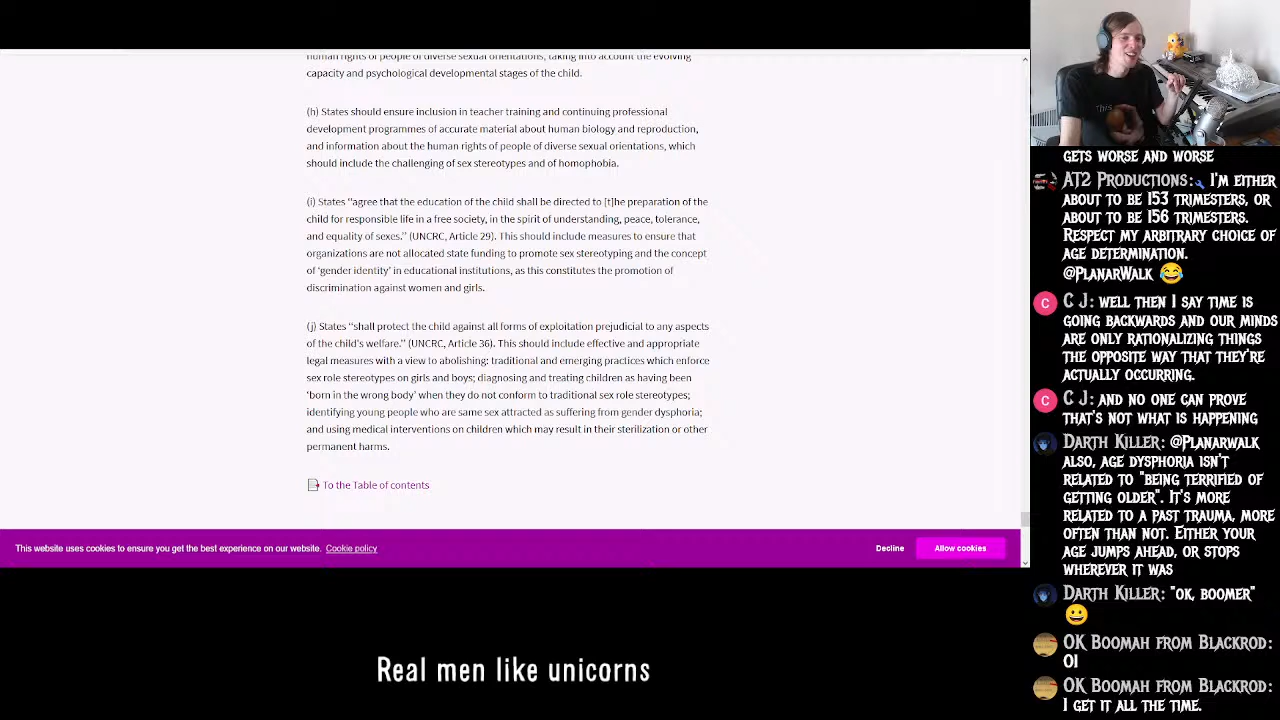 human rights of people of diverse sexual orientations, taking into account the evolving
capacity and psychological developmental stages of the child.
(h) States should ensure inclusion in teacher training and continuing professional
development programmes of accurate material about human biology and reproduction,
and information about the human rights of people of diverse sexual orientations, which
should include the challenging of sex stereotypes and of homophobia.
(i) States “agree that the education of the child shall be directed to [t]he preparation of the
child for responsible life in a free society, in the spirit of understanding, peace, tolerance,
and equality of sexes.” (UNCRC, Article 29). This should include measures to ensure that
organizations are not allocated state funding to promote sex stereotyping and the concept
of ‘gender identity’ in educational institutions, as this constitutes the promotion of
discrimination against women and girls.
(j) States “shall protect the child against all forms of exploitation prejudicial to any aspects
of the child’s welfare.” (UNCRC, Article 36). This should include effective and appropriate
legal measures with a view to abolishing: traditional and emerging practices which enforce
sex role stereotypes on girls and boys; diagnosing and treating children as having been
‘born in the wrong body’ when they do not conform to traditional sex role stereotypes;
identifying young people who are same sex attracted as suffering from gender dysphoria;
and using medical interventions on children which may result in their sterilization or other
permanent harms.
To the Table of contents
This website uses cookies to ensure you get the best experience on our website. Cookie policy
Decline
Allow cookies
Real men like unicorns
This
GETS WORSE AND WORSE
AT2 PRODUCTIONS: I'M EITHER
ABOUT TO BE 153 TRIMESTERS, OR
ABOUT TO BE 156 TRIMESTERS.
RESPECT MY ARBITRARY CHOICE OF
AGE DETERMINATION.
@PLANARWALK 😂
C J: WELL THEN I SAY TIME IS
GOING BACKWARDS AND OUR MINDS
ARE ONLY RATIONALIZING THINGS
THE OPPOSITE WAY THAT THEY'RE
ACTUALLY OCCURRING.
C J: AND NO ONE CAN PROVE
THAT'S NOT WHAT IS HAPPENING
DARTH KILLER: @PLANARWALK
ALSO, AGE DYSPHORIA ISN'T
RELATED TO "BEING TERRIFIED OF
GETTING OLDER". IT'S MORE
RELATED TO A PAST TRAUMA, MORE
OFTEN THAN NOT. EITHER YOUR
AGE JUMPS AHEAD, OR STOPS
WHEREVER IT WAS
DARTH KILLER: "OK, BOOMER"
😀
OK BOOMAH FROM BLACKROD:
OI
OK BOOMAH FROM BLACKROD:
I GET IT ALL THE TIME.